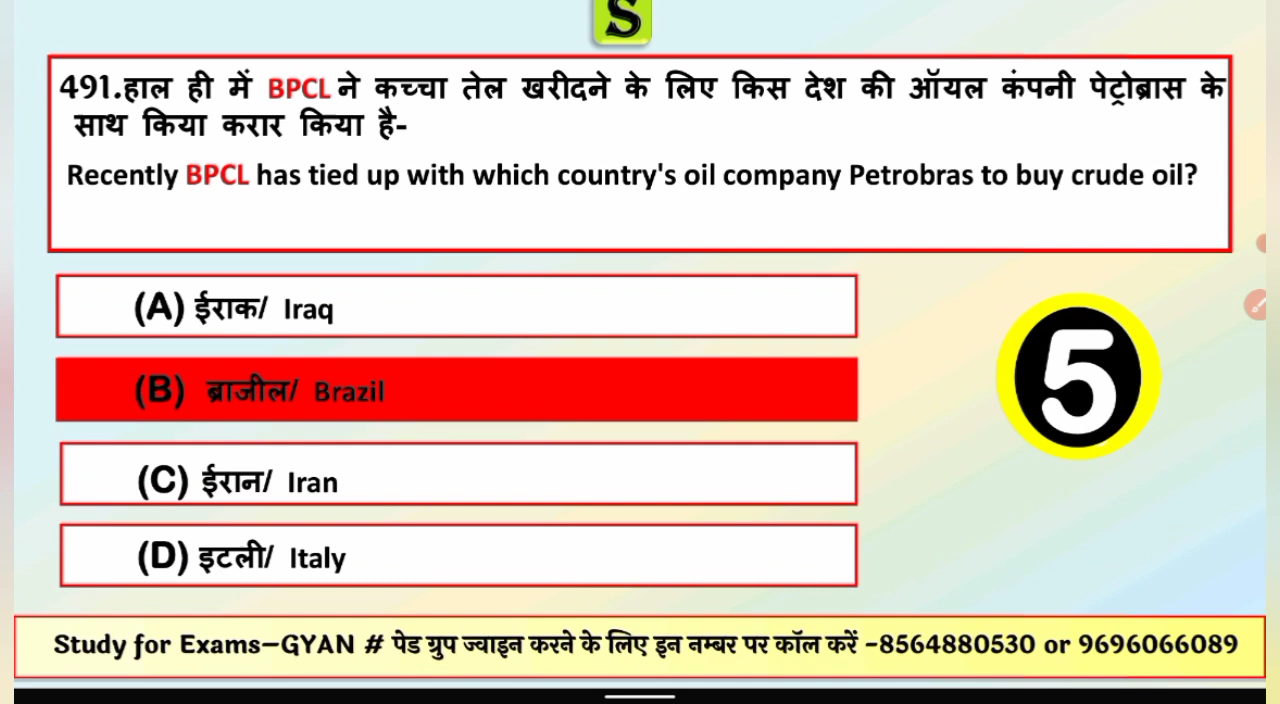 S
491.हाल ही में BPCL ने कच्चा तेल खरीदने के लिए किस देश की ऑयल कंपनी पेट्रोब्रास के
साथ किया करार किया है-
Recently BPCL has tied up with which country's oil company Petrobras to buy crude oil?
(A) ईराक/ Iraq
(B) ब्राजील/ Brazil
5
(C) ईरान/ Iran
(D) इटली/ Italy
Study for Exams-GYAN # पेड ग्रुप ज्वाइन करने के लिए इन नम्बर पर कॉल करें -8564880530 or 9696066089